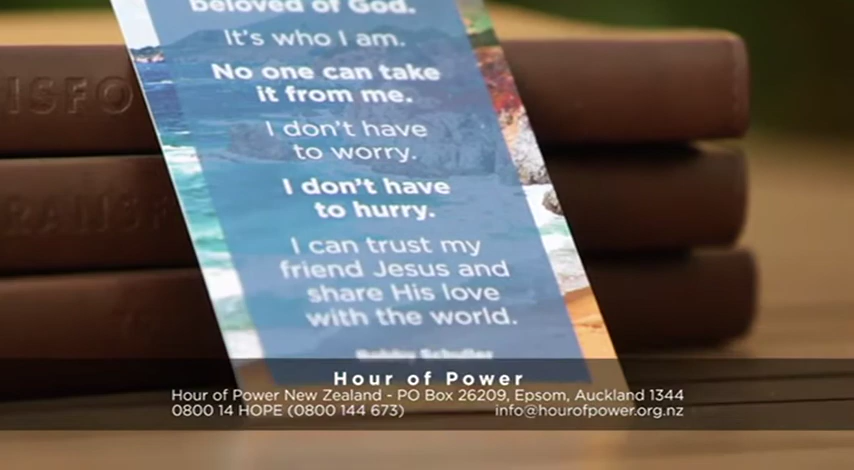 beloved of God.
It's who I am.
No one can take
it from me.
I don't have
to worry.
I don't have
to hurry.
I can trust my
friend Jesus and
share His love
with the world.
Bobby Schuller
Hour of Power
Hour of Power New Zealand - PO Box 26209, Epsom, Auckland 1344
0800 14 HOPE (0800 144 673) info@hourofpower.org.nz